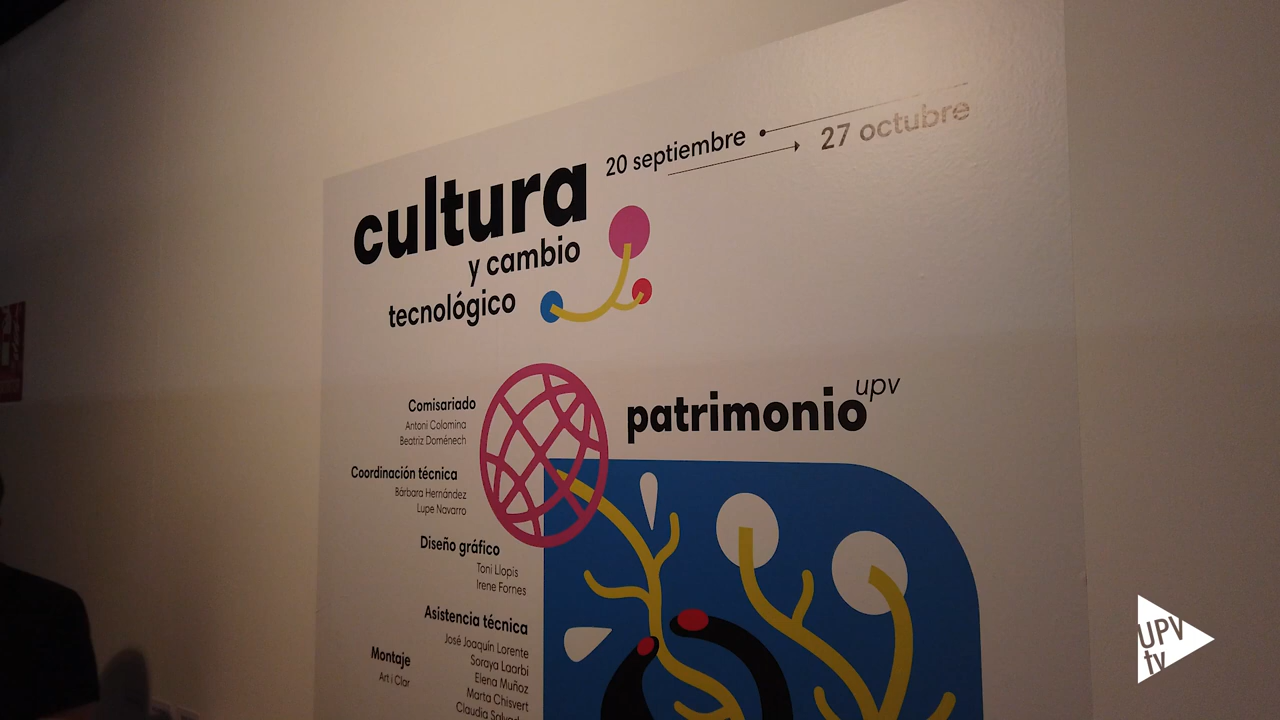 20 septiembre
27 octubre
cultura
y cambio
tecnológico
patrimonio upv
Comisariado
Antoni Colomina
Beatriz Doménech
Coordinación técnica
Bárbara Hernández
Lupe Navarro
Diseño gráfico
Toni Llopis
Irene Fornes
Asistencia técnica
José Joaquín Lorente
Soraya Laarbi
Elena Muñoz
Marta Chisvert
Claudia
Montaje
Art i Clar
UPV
tv